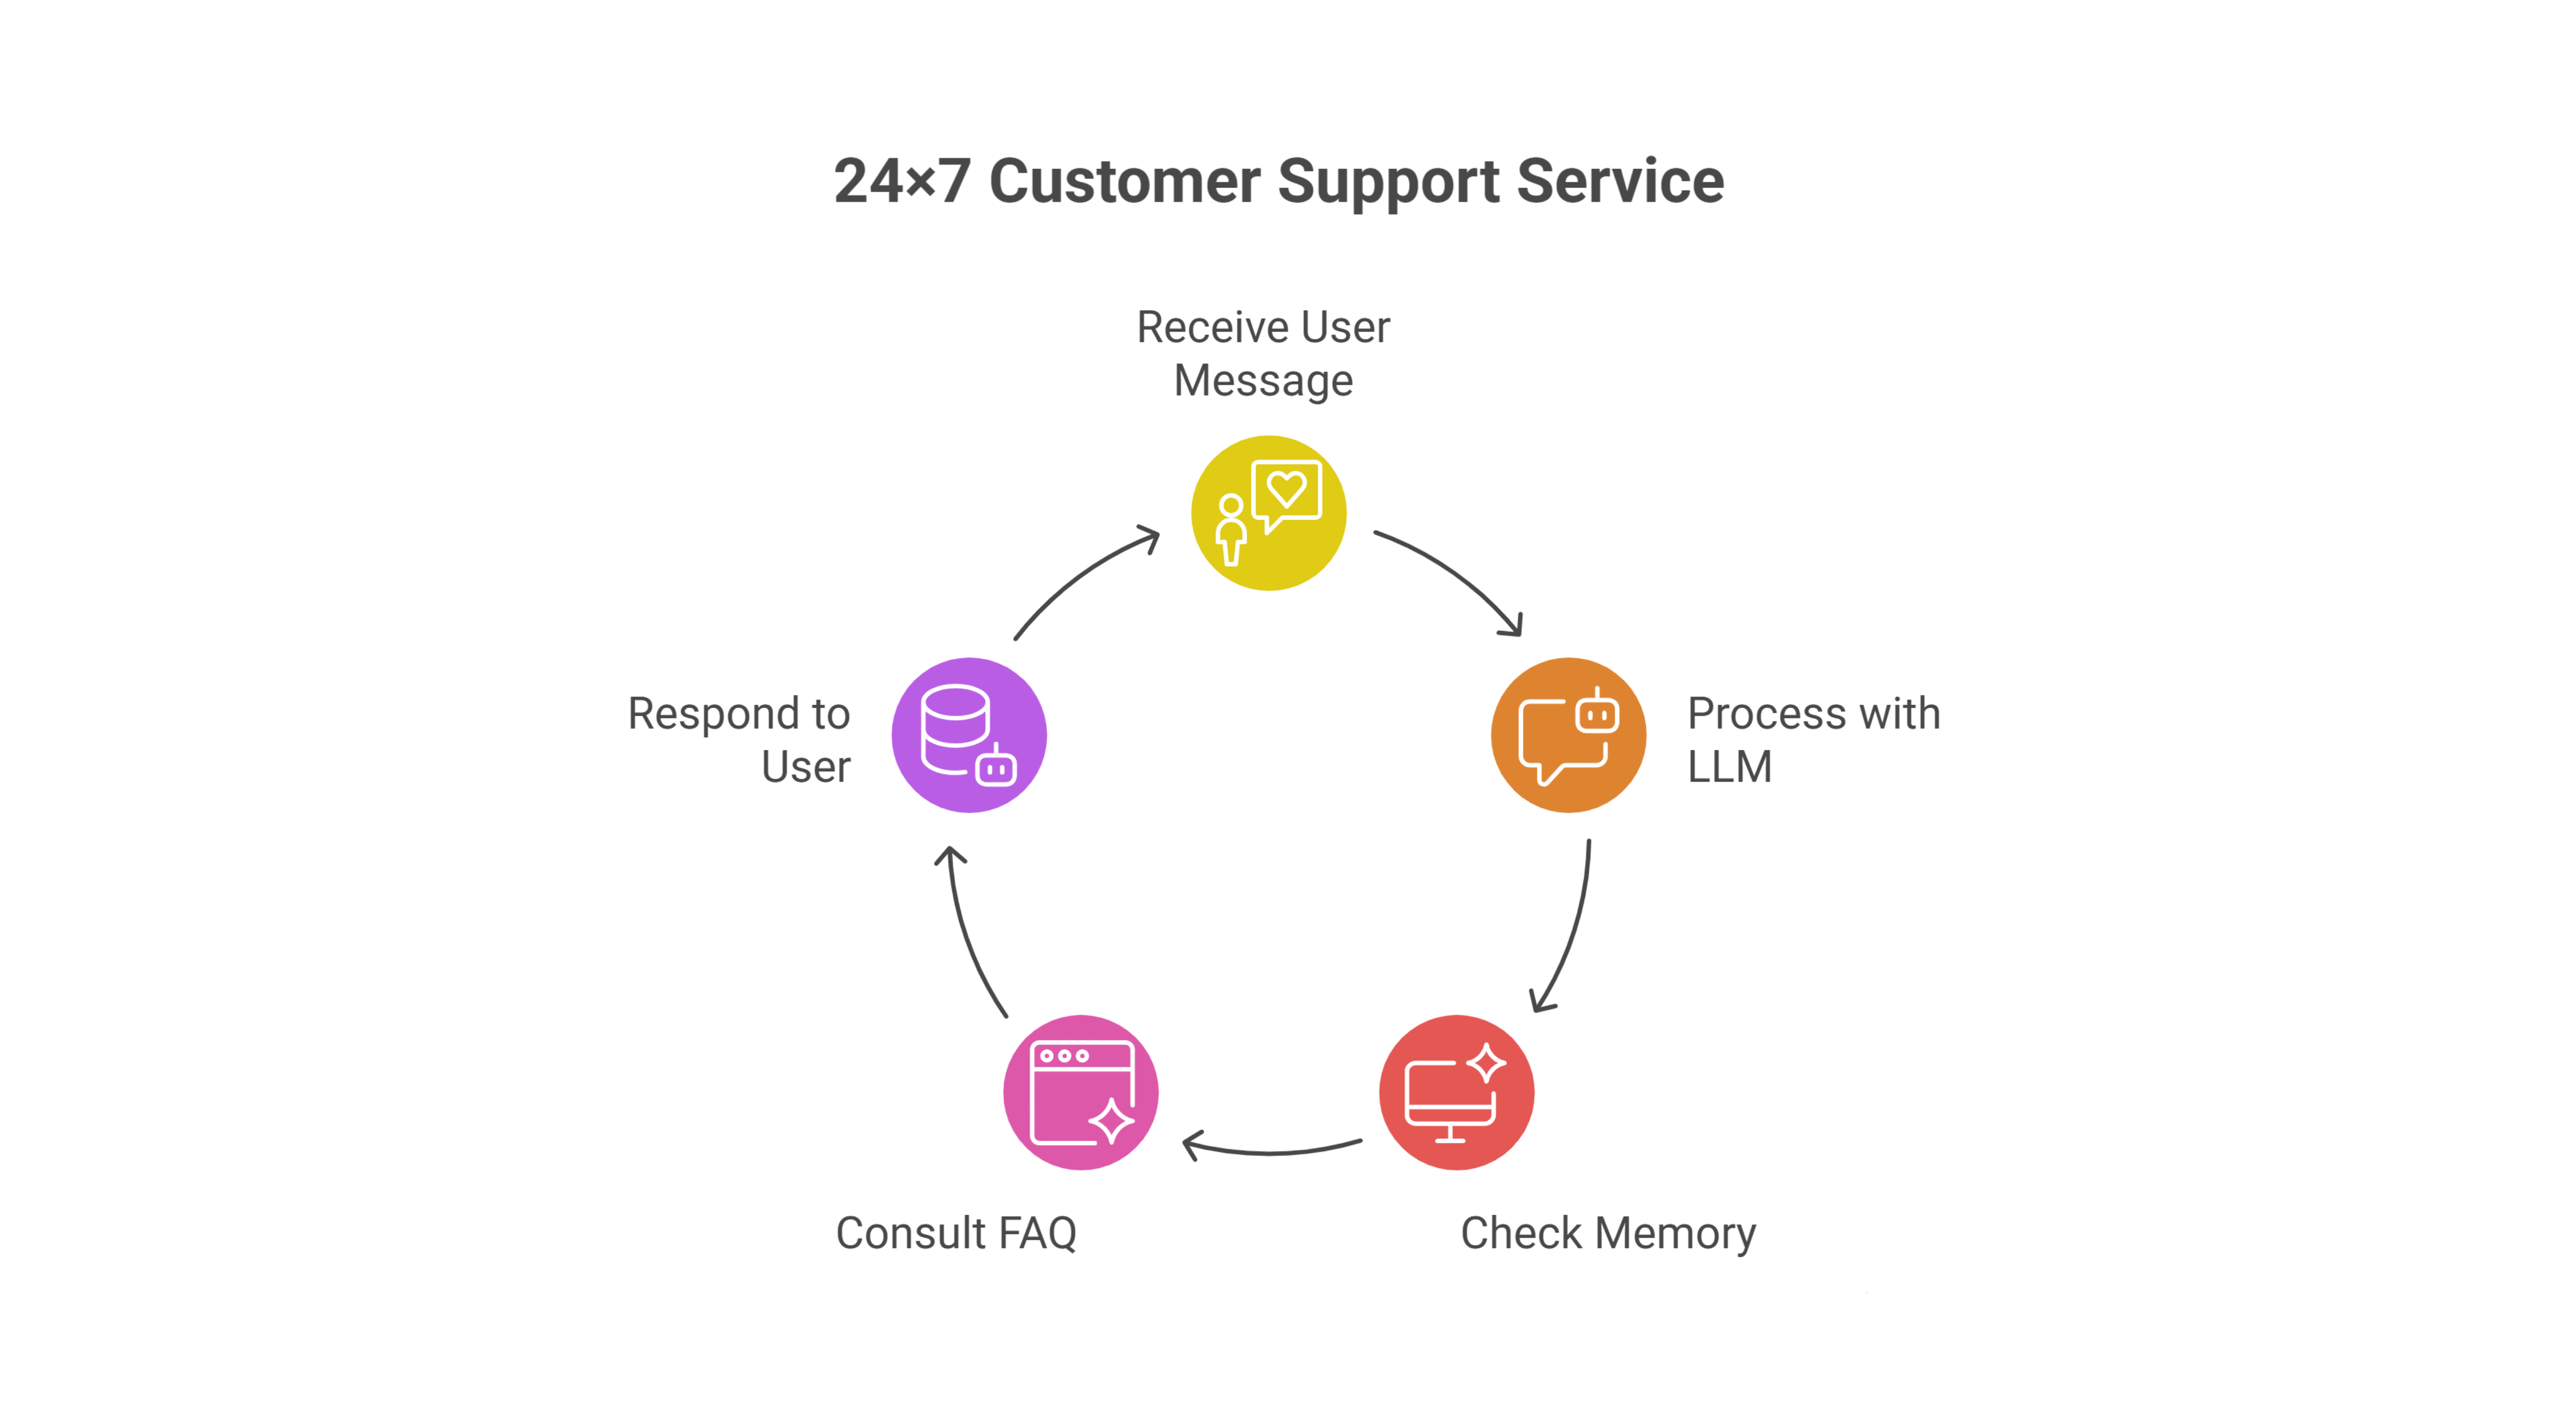 24×7 Customer Support Service
Receive User
Message
Respond to
User
Process with
LLM
Consult FAQ
Check Memory